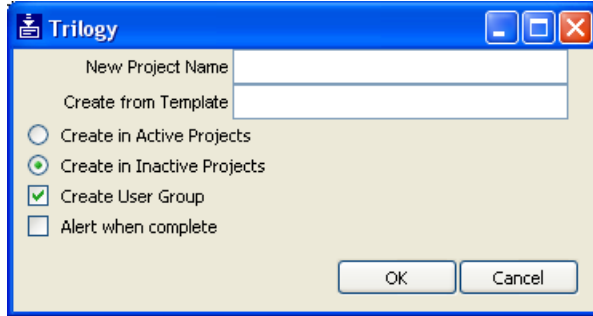 Trilogy
New Project Name
Create from Template
Create in Active Projects
Create in Inactive Projects
Create User Group
Alert when complete
OK Cancel